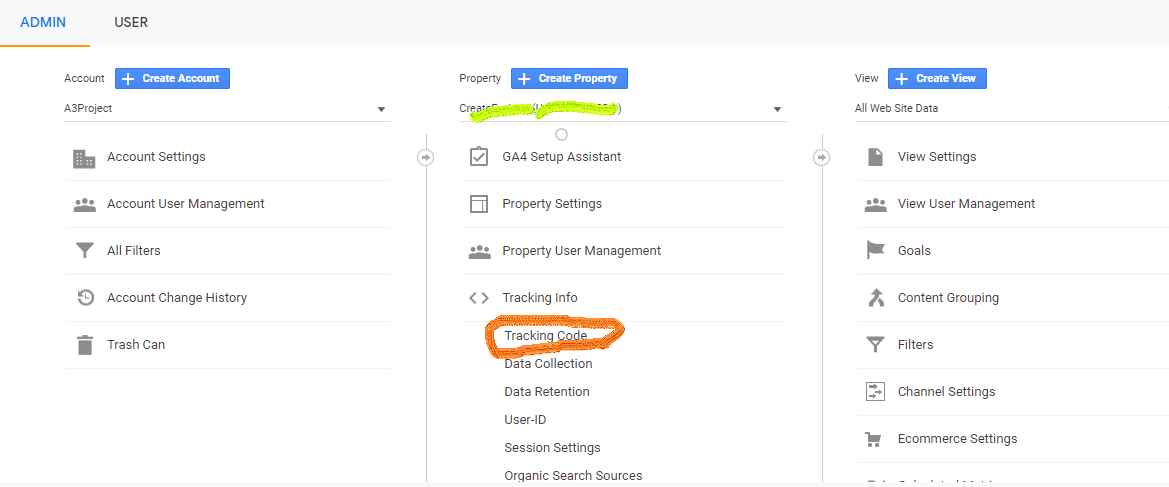 ADMIN USER
Account Create Account
A3Project
Account Settings
Account User Management
All Filters
Account Change History
Trash Can
Property Create Property
GA4 Setup Assistant
Property Settings
Property User Management
Tracking Info
Tracking Code
Data Collection
Data Retention
User-ID
Session Settings
Organic Search Sources
View Create View
All Web Site Data
View Settings
View User Management
Goals
Content Grouping
Filters
Channel Settings
Ecommerce Settings